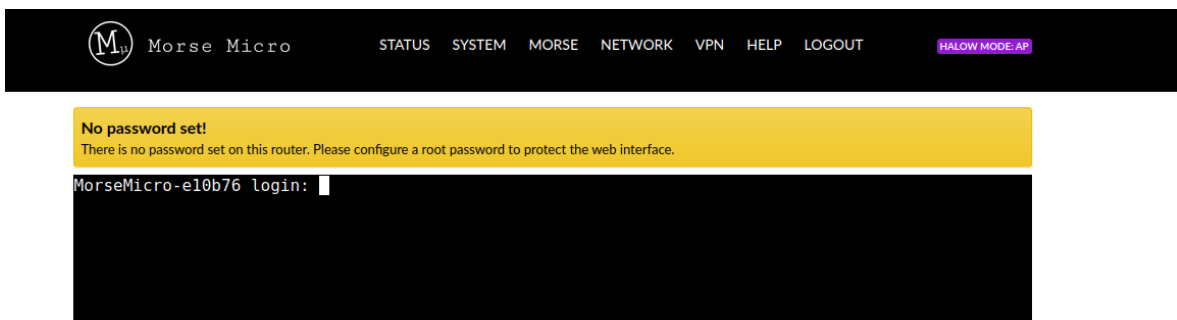 Mμ Morse Micro STATUS SYSTEM MORSE NETWORK VPN HELP LOGOUT HALOW MODE: AP
No password set!
There is no password set on this router. Please configure a root password to protect the web interface.
MorseMicro-e10b76 login: